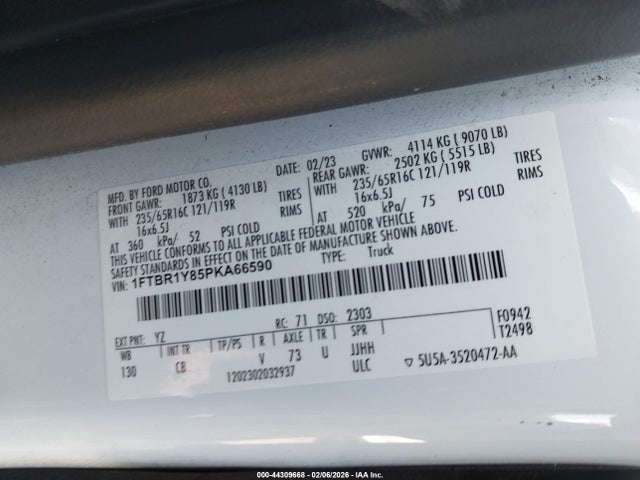 MFD. BY FORD MOTOR CO.
DATE: 02/23 GVWR: 4114 KG ( 9070 LB)
FRONT GAWR: 1873 KG ( 4130 LB)
REAR GAWR: 2502 KG ( 5515 LB)
WITH 235/65R16C 121/119R TIRES
WITH 235/65R16C 121/119R TIRES
16x6.5J RIMS
16x6.5J RIMS
AT 360 kPa/ 52 PSI COLD
AT 520 kPa/ 75 PSI COLD
THIS VEHICLE CONFORMS TO ALL APPLICABLE FEDERAL MOTOR VEHICLE
SAFETY STANDARDS IN EFFECT ON THE DATE OF MANUFACTURE SHOWN ABOVE.
VIN: 1FTBR1Y85PKA66590
TYPE: Truck
EXT PNT: YZ RC: 71 DSO: 2303
F0942
T2498
WB INT TR TP/PS R AXLE TR SPR
130 CB V 73 U JJHH
1202302032937 ULC
5U5A-3520472-AA
000-44309668 - 02/06/2026 - IAA Inc.